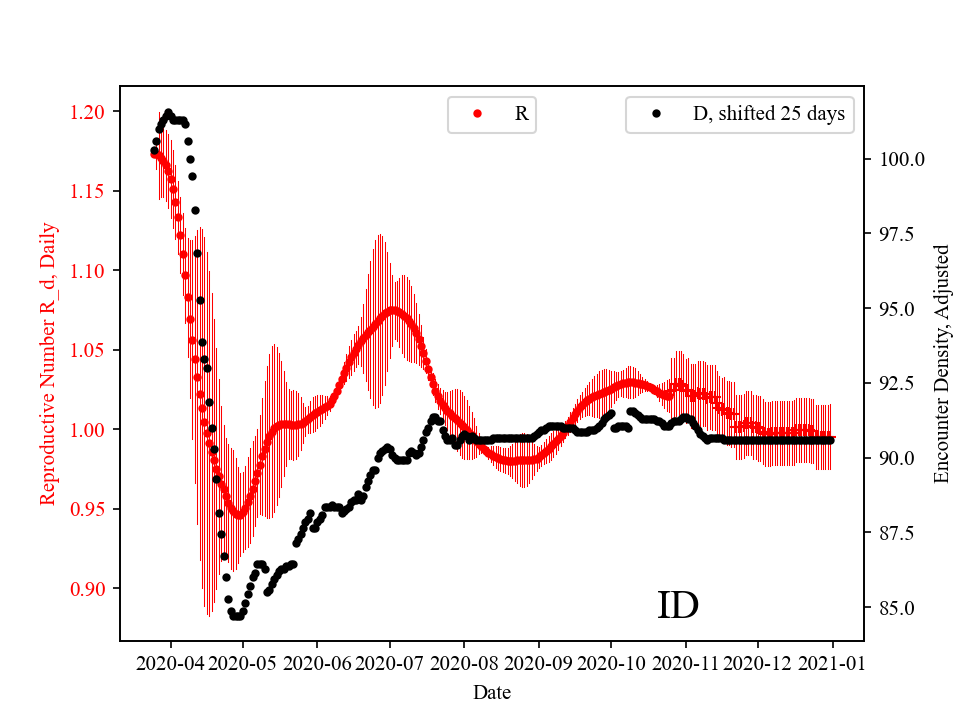 R
D, shifted 25 days
1.20
1.15
1.10
1.05
1.00
0.95
0.90
Reproductive Number R_d, Daily
100.0
97.5
95.0
92.5
90.0
87.5
85.0
Encounter Density, Adjusted
ID
2020-04 2020-05 2020-06 2020-07 2020-08 2020-09 2020-10 2020-11 2020-12 2021-01
Date